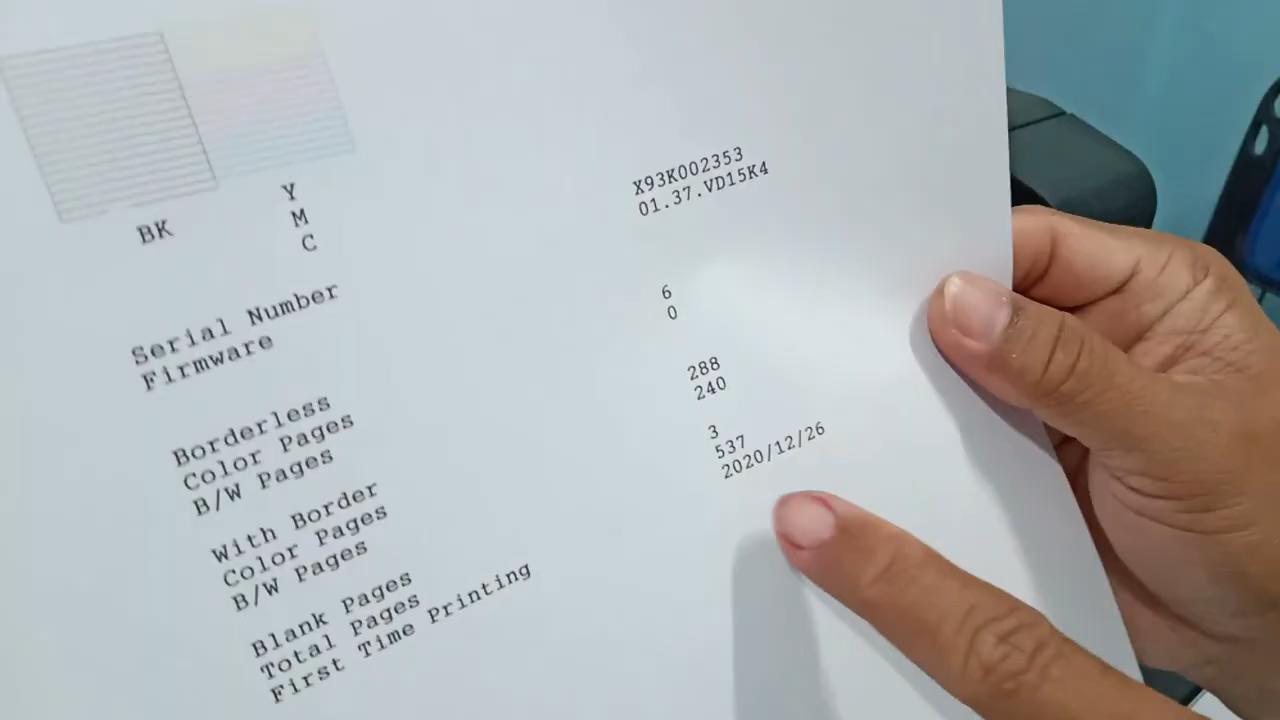 BK
Y
M
C
Serial Number X93K002353
Firmware 01.37.VD15K4
Borderless
Color Pages 6
B/W Pages 0
With Border
Color Pages 288
B/W Pages 240
Blank Pages 3
Total Pages 537
First Time Printing 2020/12/26